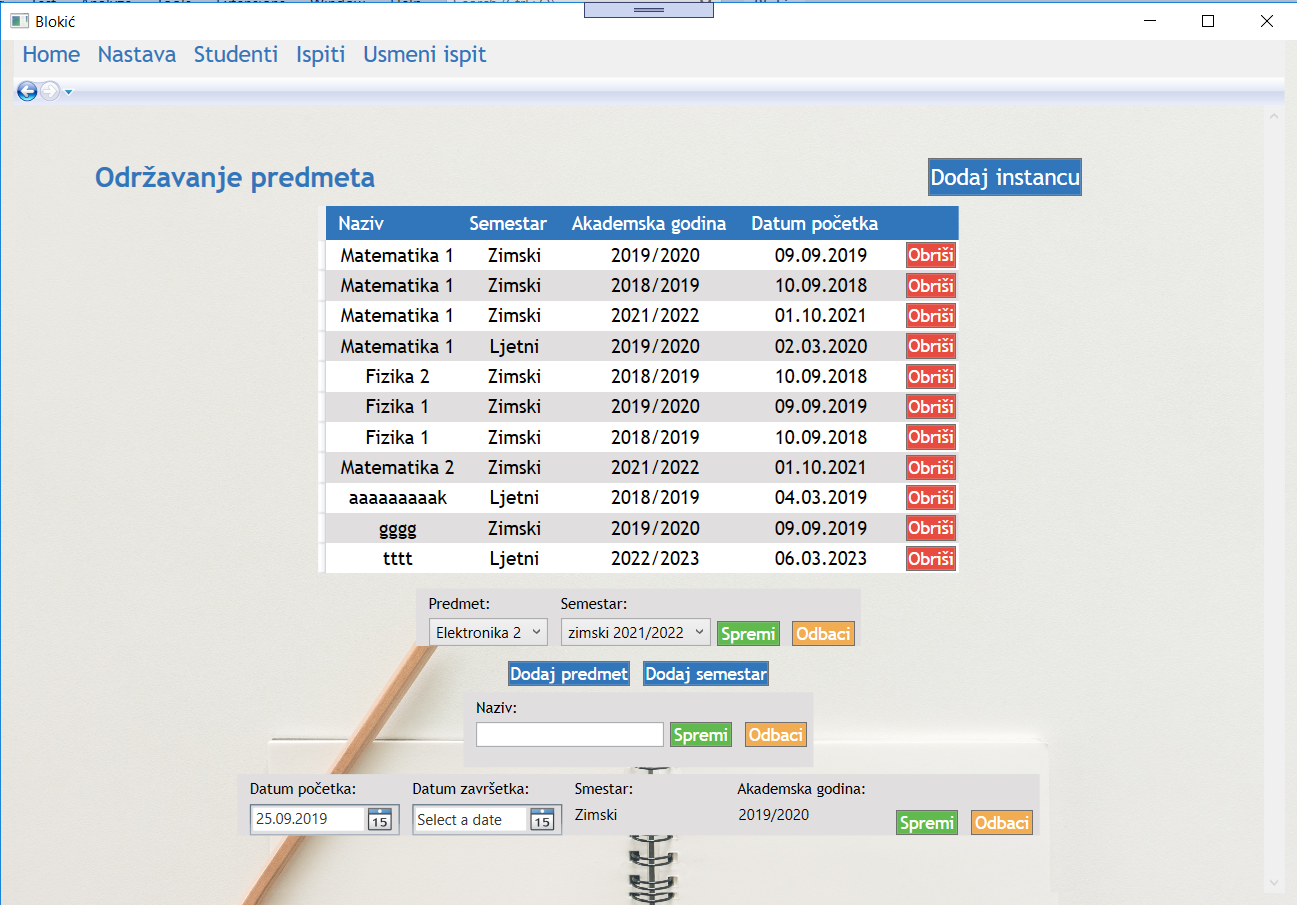 Blokić
Home Nastava Studenti Ispiti Usmeni ispit
Održavanje predmeta
Dodaj instancu
Naziv Semestar Akademska godina Datum početka
Matematika 1 Zimski 2019/2020 09.09.2019 Obriši
Matematika 1 Zimski 2018/2019 10.09.2018 Obriši
Matematika 1 Zimski 2021/2022 01.10.2021 Obriši
Matematika 1 Ljetni 2019/2020 02.03.2020 Obriši
Fizika 2 Zimski 2018/2019 10.09.2018 Obriši
Fizika 1 Zimski 2019/2020 09.09.2019 Obriši
Fizika 1 Zimski 2018/2019 10.09.2018 Obriši
Matematika 2 Zimski 2021/2022 01.10.2021 Obriši
aaaaaaaaak Ljetni 2018/2019 04.03.2019 Obriši
gggg Zimski 2019/2020 09.09.2019 Obriši
tttt Ljetni 2022/2023 06.03.2023 Obriši
Predmet: Semestar:
Elektronika 2 zimski 2021/2022 Spremi Odbaci
Dodaj predmet Dodaj semestar
Naziv:
Spremi Odbaci
Datum početka: Datum završetka: Smestar: Akademska godina:
25.09.2019 15 Select a date 15 Zimski 2019/2020 Spremi Odbaci